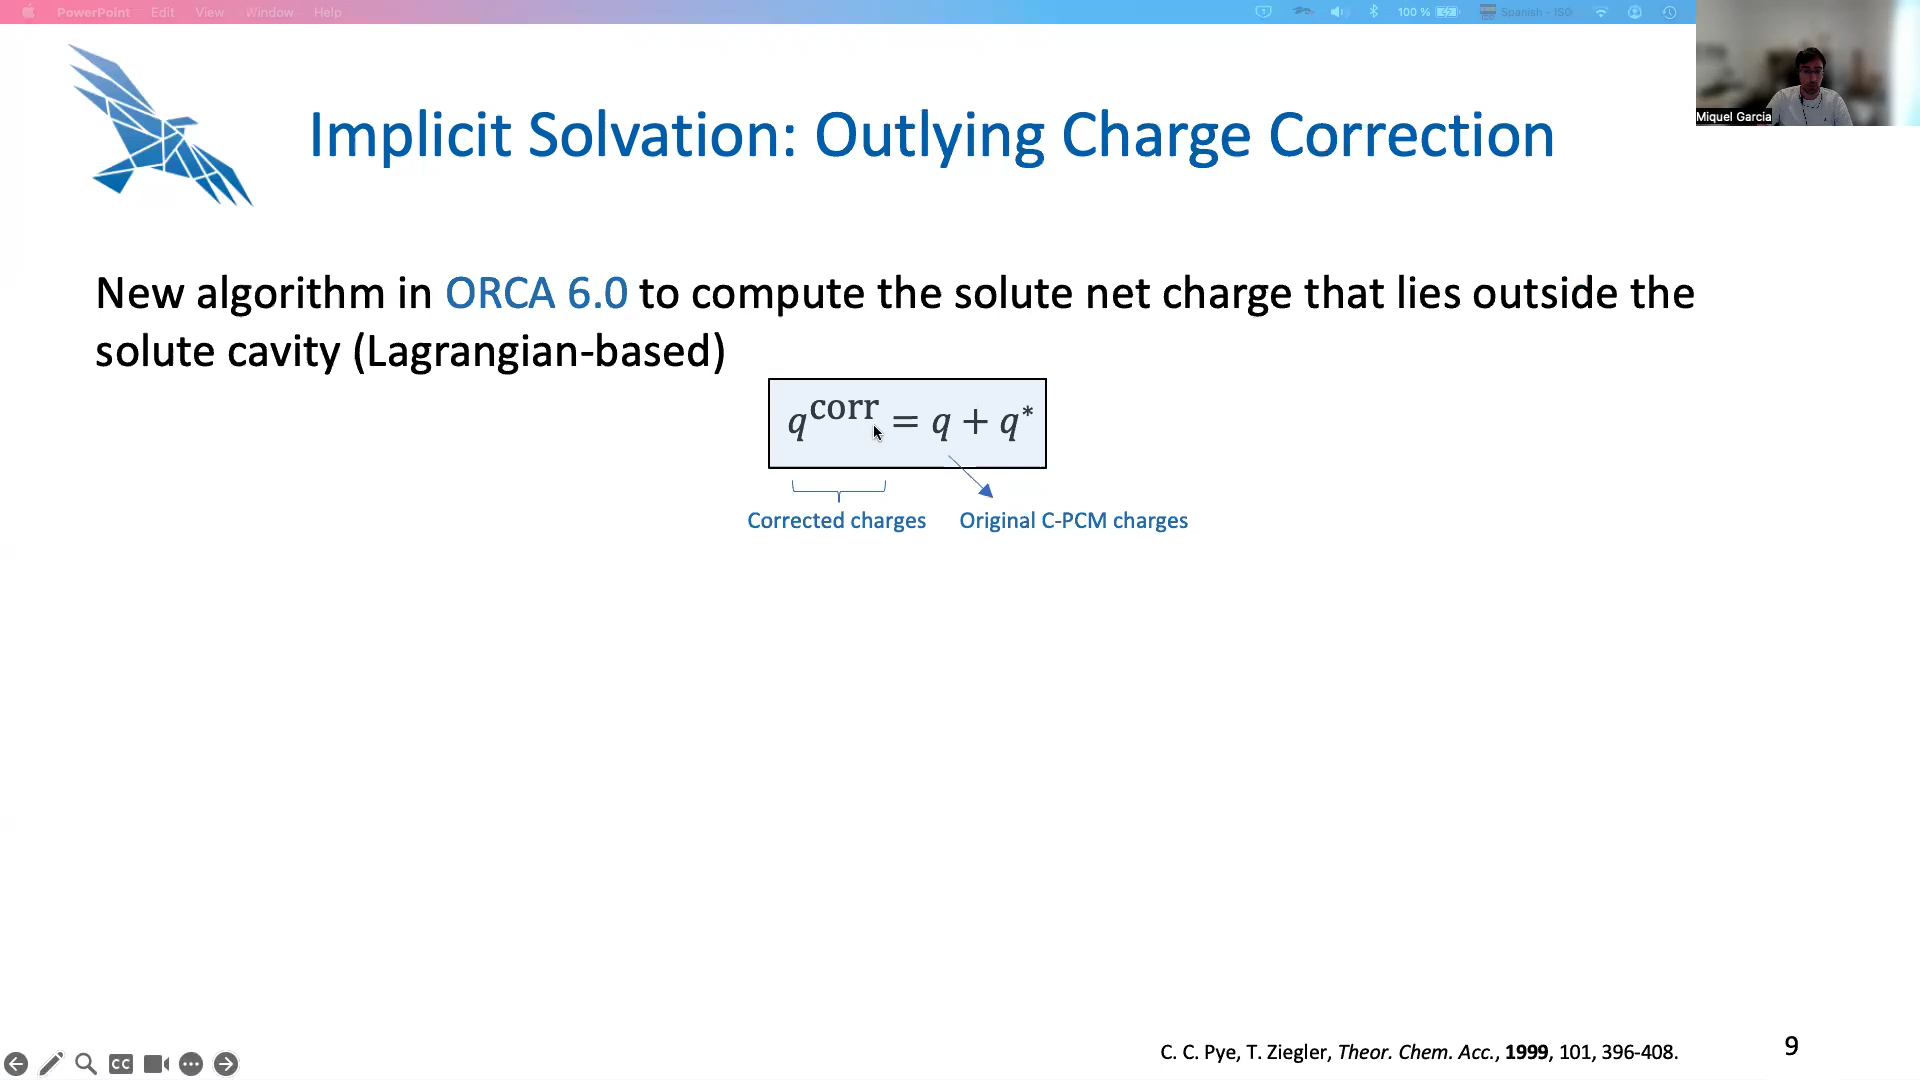 PowerPoint Edit View Window Help
100 % Spanish - ISO
Miquel Garcia
Implicit Solvation: Outlying Charge Correction
New algorithm in ORCA 6.0 to compute the solute net charge that lies outside the
solute cavity (Lagrangian-based)
q^corr = q + q*
Corrected charges Original C-PCM charges
C. C. Pye, T. Ziegler, Theor. Chem. Acc., 1999, 101, 396-408.
9
CC